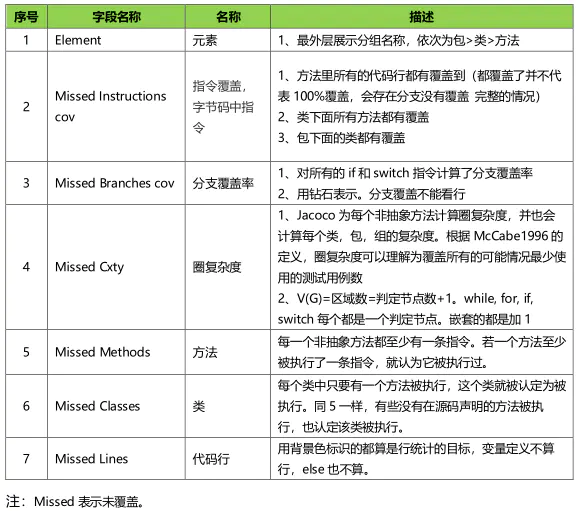 序号 字段名称 名称 描述
1 Element 元素 1、最外层展示分组名称，依次为包>类>方法
2 Missed Instructions cov 指令覆盖，字节码中指令
1、方法里所有的代码行都有覆盖到（都覆盖了并不代
表 100%覆盖，会存在分支没有覆盖 完整的情况）
2、类下面所有方法都有覆盖
3、包下面的类都有覆盖
3 Missed Branches cov 分支覆盖率
1、对所有的 if 和 switch 指令计算了分支覆盖率
2、用钻石表示。分支覆盖不能看行
4 Missed Cxty 圈复杂度
1、Jacoco 为每个非抽象方法计算圈复杂度，并也会
计算每个类，包，组的复杂度。根据 McCabe1996 的
定义，圈复杂度可以理解为覆盖所有的可能情况最少使
用的测试用例数
2、V(G)=区域数=判定节点数+1。while, for, if,
switch 每个都是一个判定节点。嵌套的都是加 1
5 Missed Methods 方法
每一个非抽象方法都至少有一条指令。若一个方法至少
被执行了一条指令，就认为它被执行过。
6 Missed Classes 类
每个类中只要有一个方法被执行，这个类就被认定为被
执行。同 5 一样，有些没有在源码声明的方法被执
行，也认定该类被执行。
7 Missed Lines 代码行
用背景色标识的都算是行统计的目标，变量定义不算
行，else 也不算。
注：Missed 表示未覆盖。